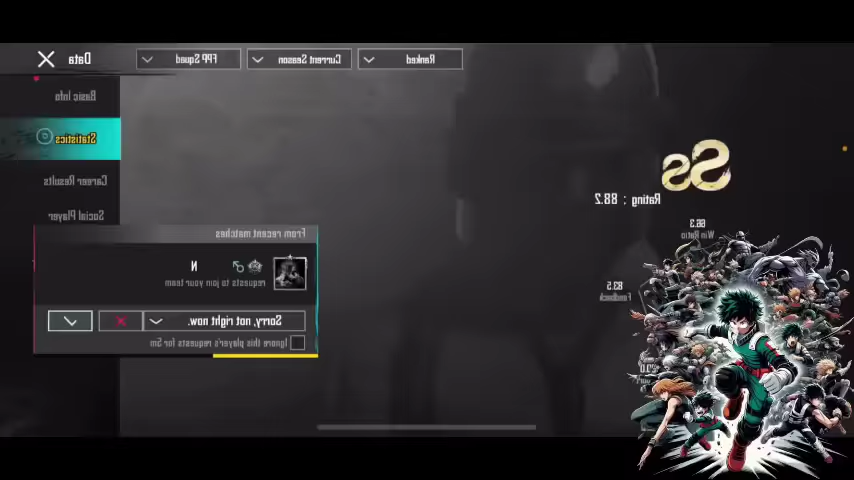 Data
FPP Squad
Current Season
Ranked
Basic Info
Statistics
Career Results
Social Player
Ss
Rating : 88.2
66.3
Win Ratio
83.5
Feedback
From recent matches
N
requests to join your team
Sorry, not right now.
Ignore this player's requests for 5m